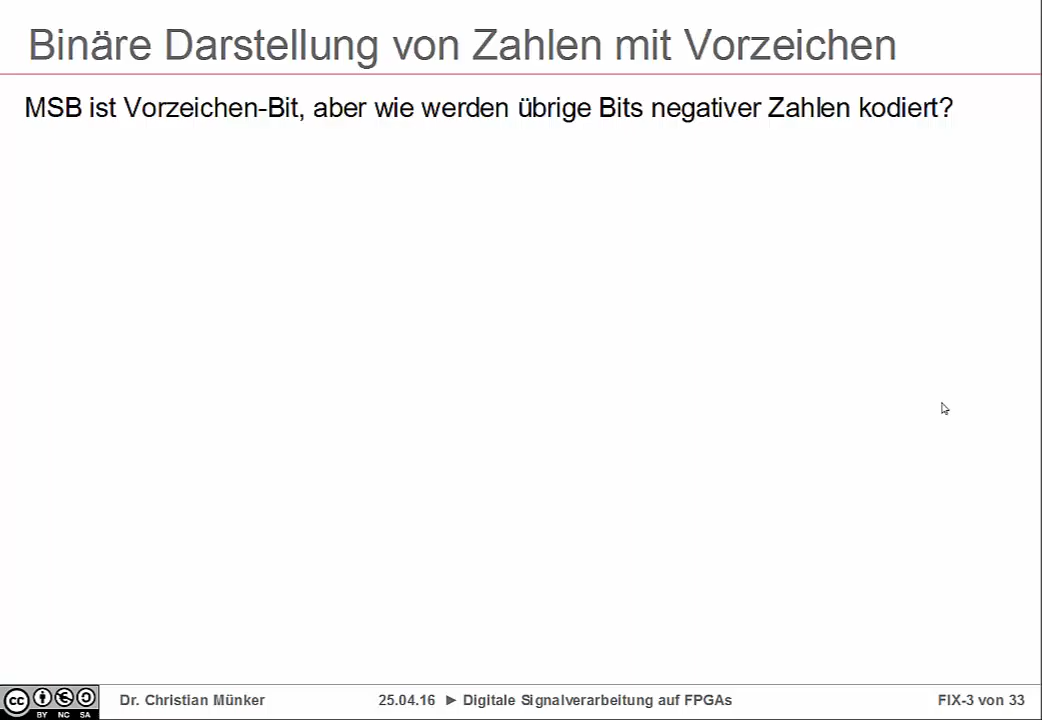 Binäre Darstellung von Zahlen mit Vorzeichen
MSB ist Vorzeichen-Bit, aber wie werden übrige Bits negativer Zahlen kodiert?
cc BY NC SA
Dr. Christian Münker 25.04.16 ► Digitale Signalverarbeitung auf FPGAs FIX-3 von 33